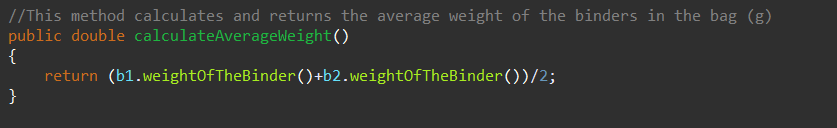 //This method calculates and returns the average weight of the binders in the bag (g)
public double calculateAverageWeight()
{
    return (b1.weightOfTheBinder()+b2.weightOfTheBinder())/2;
}